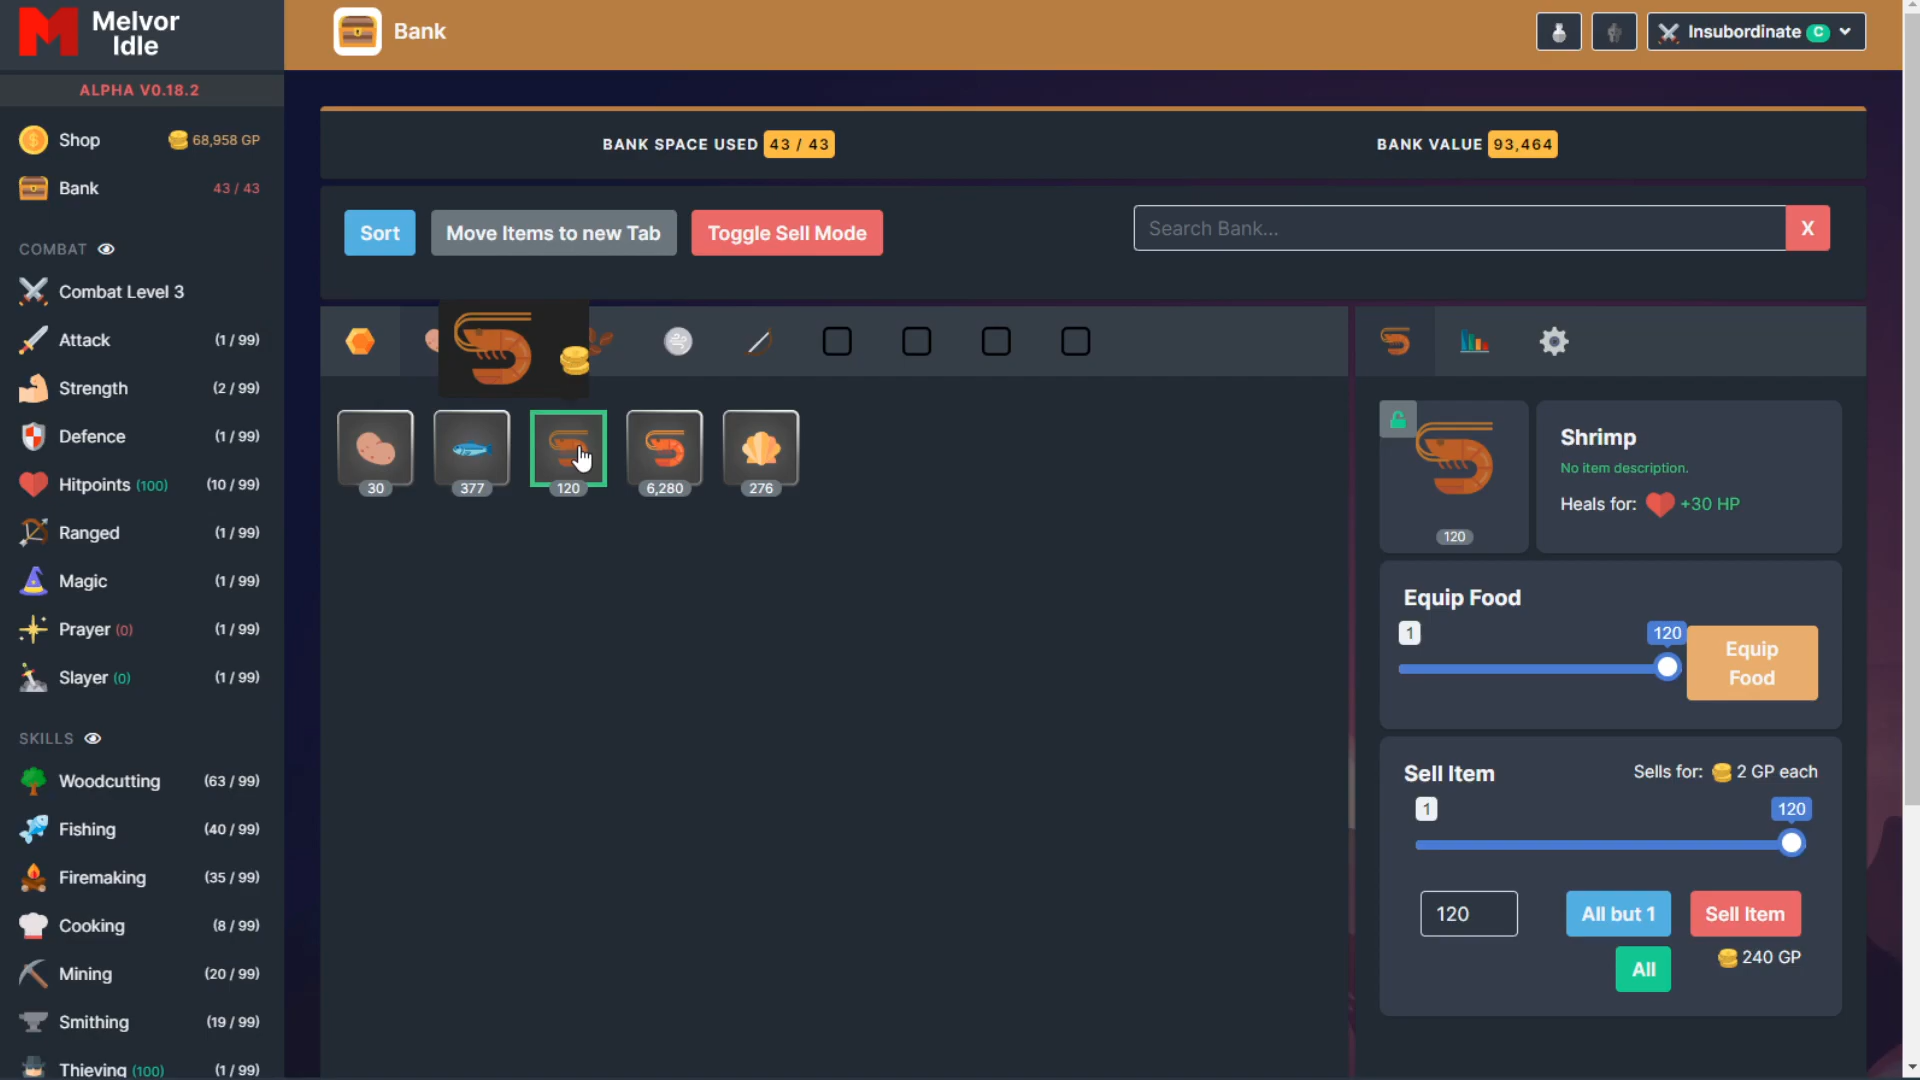 Melvor
Idle
ALPHA V0.18.2
Shop 68,958 GP
Bank 43 / 43
COMBAT
Combat Level 3
Attack (1 / 99)
Strength (2 / 99)
Defence (1 / 99)
Hitpoints (100) (10 / 99)
Ranged (1 / 99)
Magic (1 / 99)
Prayer (0) (1 / 99)
Slayer (0) (1 / 99)
SKILLS
Woodcutting (63 / 99)
Fishing (40 / 99)
Firemaking (35 / 99)
Cooking (8 / 99)
Mining (20 / 99)
Smithing (19 / 99)
Thieving (100) (1 / 99)
Bank
Insubordinate C
BANK SPACE USED 43 / 43
BANK VALUE 93,464
Sort
Move Items to new Tab
Toggle Sell Mode
Search Bank...
X
30
377
120
6,280
276
120
Shrimp
No item description.
Heals for: +30 HP
Equip Food
1
120
Equip
Food
Sell Item
Sells for: 2 GP each
1
120
120
All but 1
Sell Item
All
240 GP